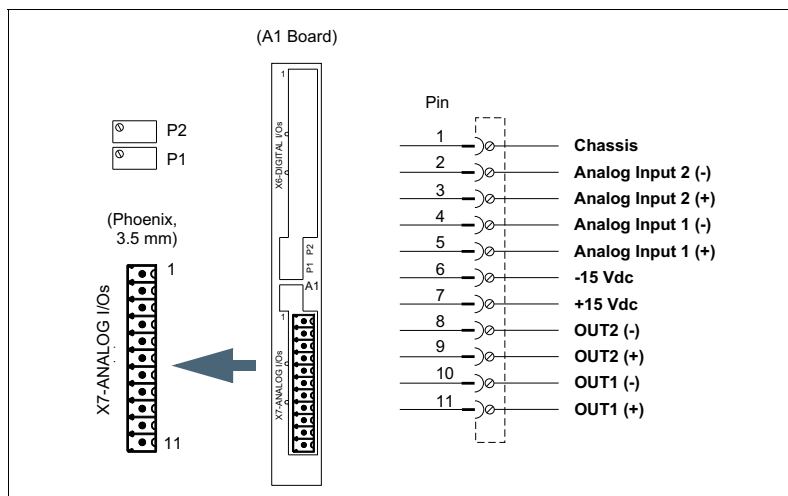 (A1 Board)
P2
P1
(Phoenix,
3.5 mm)
X7-ANALOG I/Os
1
11
1
X6-DIGITAL I/Os
P1 P2
A1
1
X7-ANALOG I/Os
Pin
1 Chassis
2 Analog Input 2 (-)
3 Analog Input 2 (+)
4 Analog Input 1 (-)
5 Analog Input 1 (+)
6 -15 Vdc
7 +15 Vdc
8 OUT2 (-)
9 OUT2 (+)
10 OUT1 (-)
11 OUT1 (+)